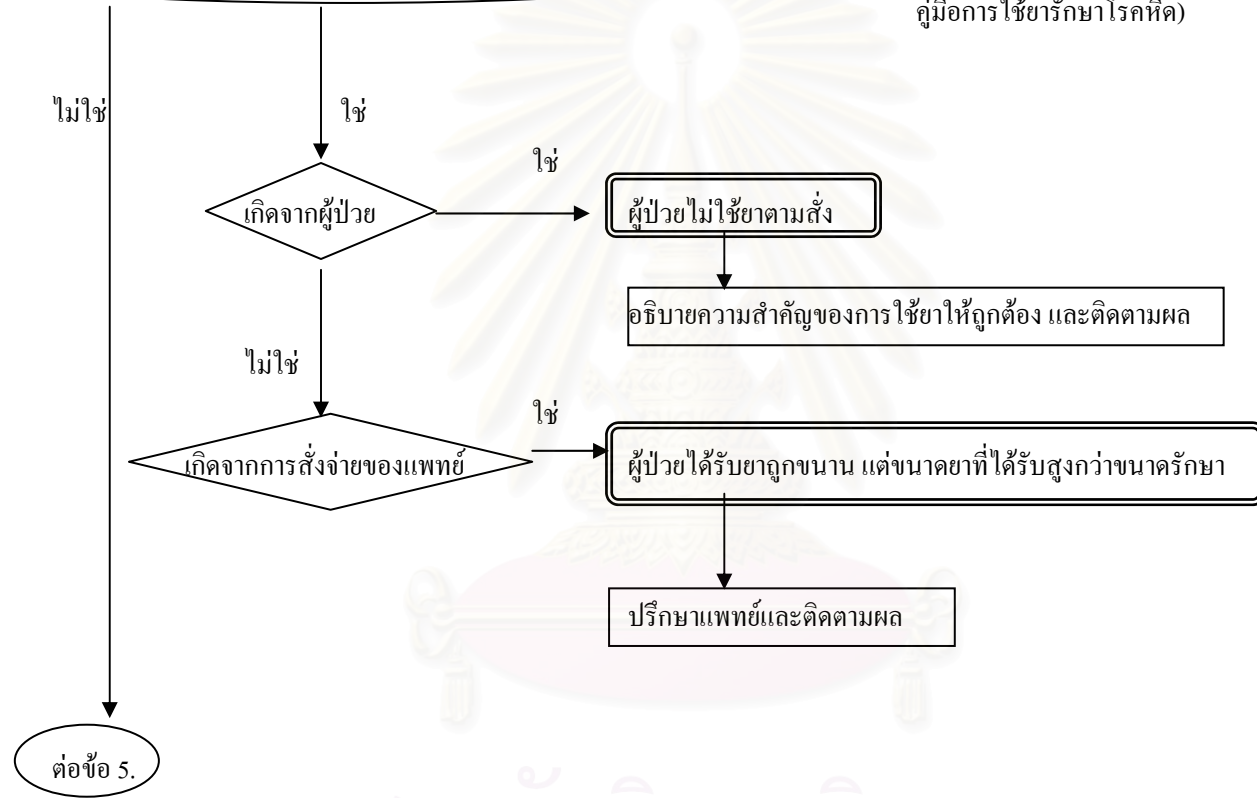 คู่มือการใช้ยารักษาโรคหืด)
ไม่ใช่
ใช่
ใช่
เกิดจากผู้ป่วย
ผู้ป่วยไม่ใช้ยาตามสั่ง
อธิบายความสำคัญของการใช้ยาให้ถูกต้อง และติดตามผล
ไม่ใช่
ใช่
เกิดจากการสั่งจ่ายของแพทย์
ผู้ป่วยได้รับยาถูกขนาน แต่ขนาดยาที่ได้รับสูงกว่าขนาดรักษา
ปรึกษาแพทย์และติดตามผล
ต่อข้อ 5.